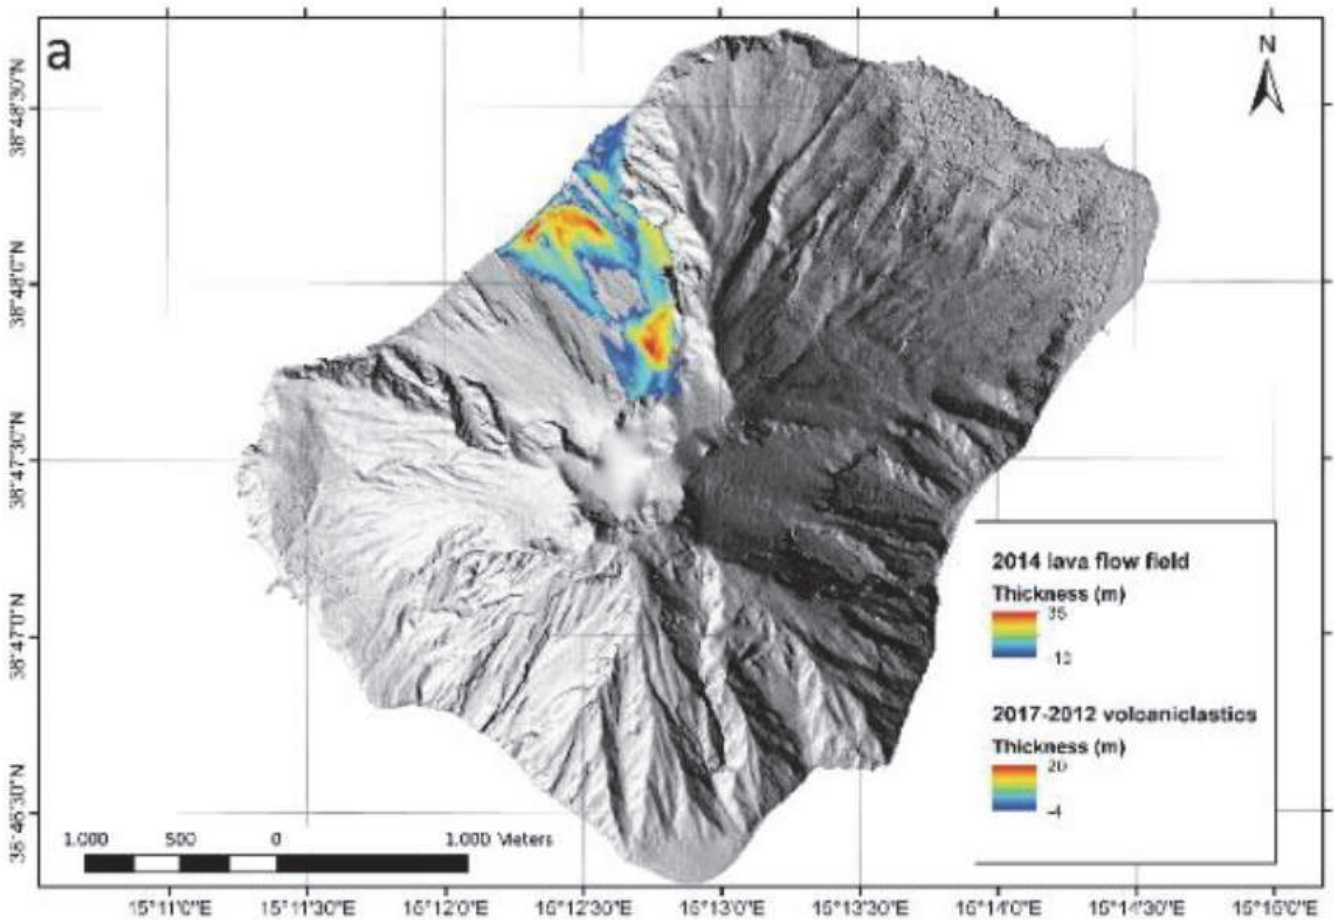 a
N
38°48'30"N
38°48'0"N
38°47'30"N
38°47'0"N
38°46'30"N
2014 lava flow field
Thickness (m)
35
2017-2012 volcaniclastics
Thickness (m)
20
-4
1.000 500 0 1.000 Meters
15°11'0"E 15°11'30"E 15°12'0"E 15°12'30"E 15°13'0"E 15°13'30"E 15°14'0"E 15°14'30"E 15°15'0"E